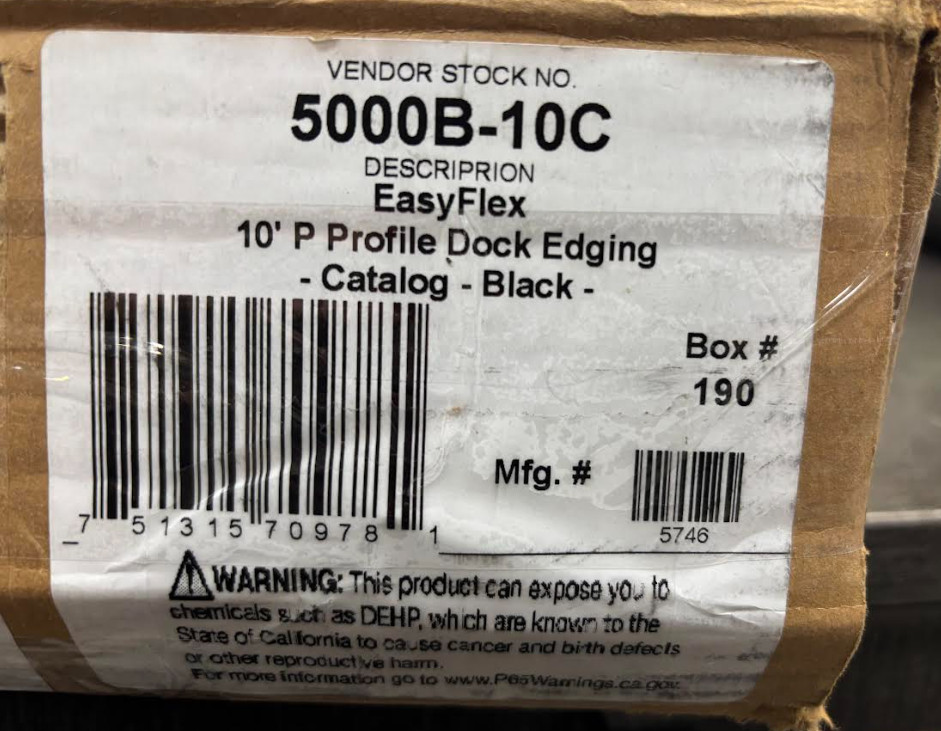 VENDOR STOCK NO.
5000B-10C
DESCRIPRION
EasyFlex
10' P Profile Dock Edging
- Catalog - Black -
Box #
190
Mfg. #
5746
7 51315 70978 1
WARNING: This product can expose you to
chemicals such as DEHP, which are known to the
State of California to cause cancer and birth defects
or other reproductive harm.
For more information go to www.P65Warnings.ca.gov